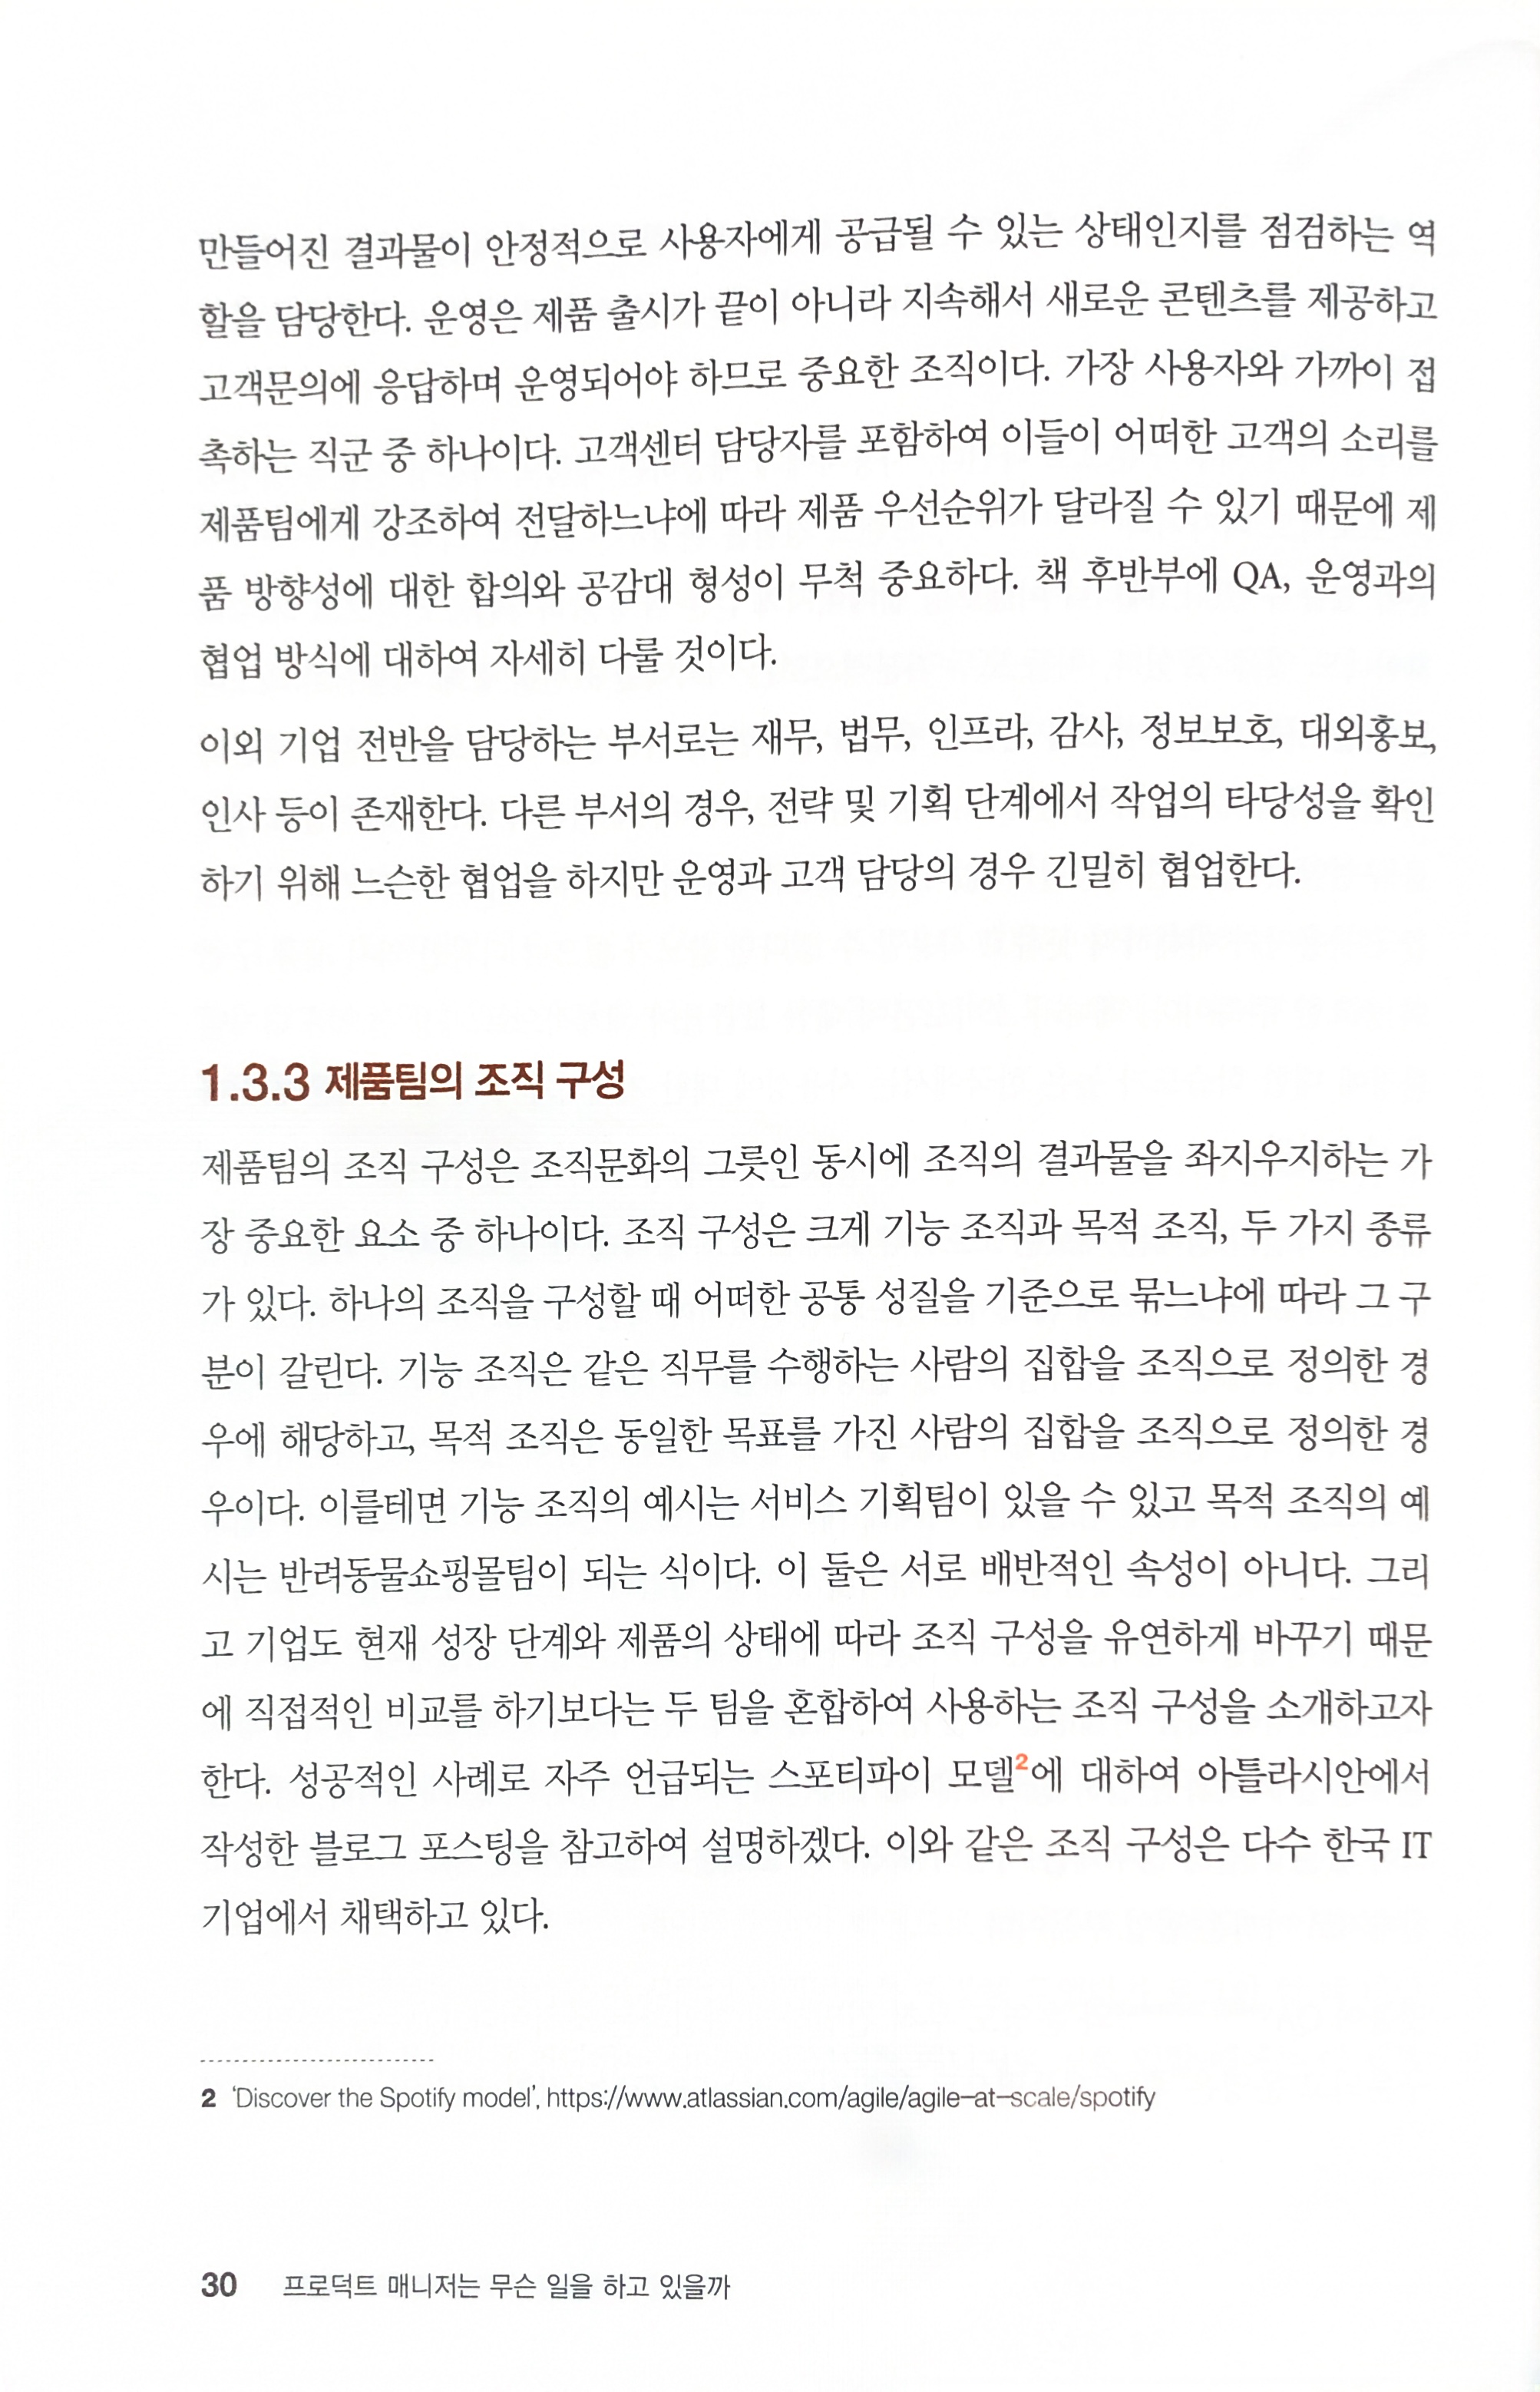 만들어진 결과물이 안정적으로 사용자에게 공급될 수 있는 상태인지를 점검하는 역
할을 담당한다. 운영은 제품 출시가 끝이 아니라 지속해서 새로운 콘텐츠를 제공하고
고객문의에 응답하며 운영되어야 하므로 중요한 조직이다. 가장 사용자와 가까이 접
촉하는 직군 중 하나이다. 고객센터 담당자를 포함하여 이들이 어떠한 고객의 소리를
제품팀에게 강조하여 전달하느냐에 따라 제품 우선순위가 달라질 수 있기 때문에 제
품 방향성에 대한 합의와 공감대 형성이 무척 중요하다. 책 후반부에 QA, 운영과의
협업 방식에 대하여 자세히 다룰 것이다.
이외 기업 전반을 담당하는 부서로는 재무, 법무, 인프라, 감사, 정보보호, 대외홍보,
인사 등이 존재한다. 다른 부서의 경우, 전략 및 기획 단계에서 작업의 타당성을 확인
하기 위해 느슨한 협업을 하지만 운영과 고객 담당의 경우 긴밀히 협업한다.
1.3.3 제품팀의 조직 구성
제품팀의 조직 구성은 조직문화의 그릇인 동시에 조직의 결과물을 좌지우지하는 가
장 중요한 요소 중 하나이다. 조직 구성은 크게 기능 조직과 목적 조직, 두 가지 종류
가 있다. 하나의 조직을 구성할 때 어떠한 공통 성질을 기준으로 묶느냐에 따라 그 구
분이 갈린다. 기능 조직은 같은 직무를 수행하는 사람의 집합을 조직으로 정의한 경
우에 해당하고, 목적 조직은 동일한 목표를 가진 사람의 집합을 조직으로 정의한 경
우이다. 이를테면 기능 조직의 예시는 서비스 기획팀이 있을 수 있고 목적 조직의 예
시는 반려동물쇼핑몰팀이 되는 식이다. 이 둘은 서로 배반적인 속성이 아니다. 그리
고 기업도 현재 성장 단계와 제품의 상태에 따라 조직 구성을 유연하게 바꾸기 때문
에 직접적인 비교를 하기보다는 두 팀을 혼합하여 사용하는 조직 구성을 소개하고자
한다. 성공적인 사례로 자주 언급되는 스포티파이 모델2에 대하여 아틀라시안에서
작성한 블로그 포스팅을 참고하여 설명하겠다. 이와 같은 조직 구성은 다수 한국 IT
기업에서 채택하고 있다.
2 ‘Discover the Spotify model’, https://www.atlassian.com/agile/agile-at-scale/spotify
30 프로덕트 매니저는 무슨 일을 하고 있을까